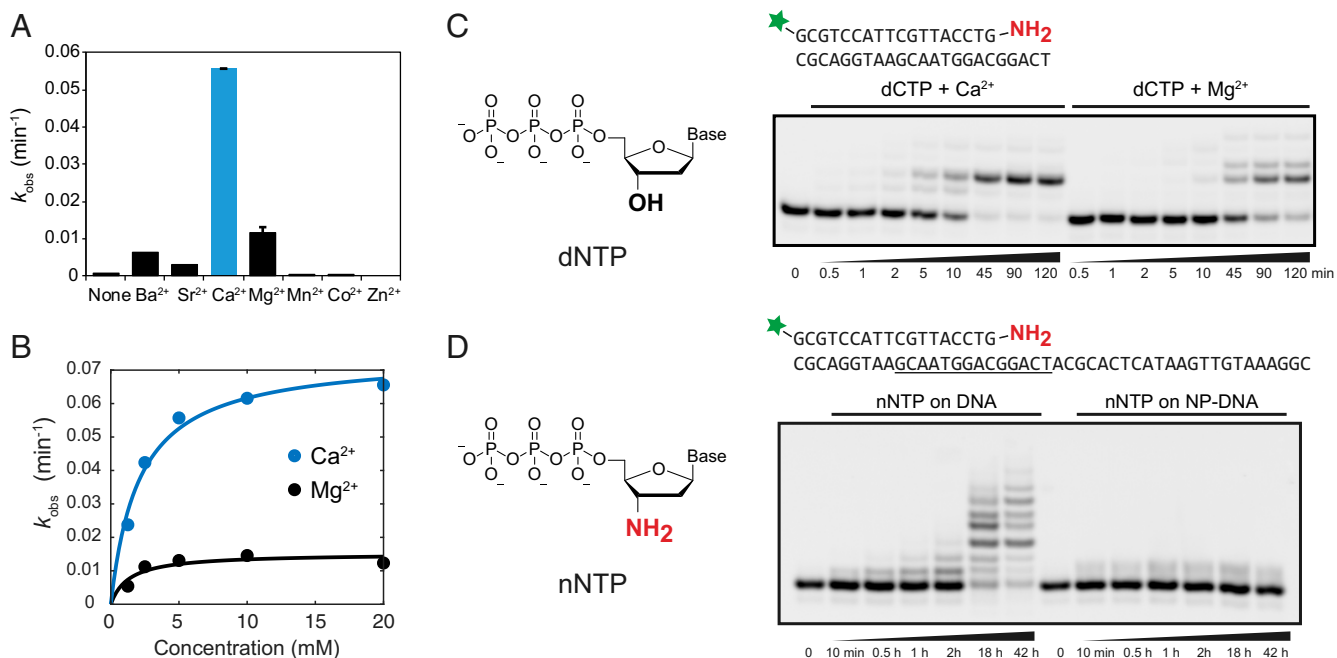 A
k_obs (min⁻¹)
0.06
0.05
0.04
0.03
0.02
0.01
0
None Ba²⁺ Sr²⁺ Ca²⁺ Mg²⁺ Mn²⁺ Co²⁺ Zn²⁺
B
k_obs (min⁻¹)
0.07
0.06
0.05
0.04
0.03
0.02
0.01
0
Ca²⁺
Mg²⁺
0 5 10 15 20
Concentration (mM)
C
O O O
⁻O P O P O P O
O⁻ O⁻ O⁻
O Base
OH
dNTP
GCGTCCATTCGTTACCTG-NH2
CGCAGGTAAGCAATGGACGGACT
dCTP + Ca²⁺ dCTP + Mg²⁺
0 0.5 1 2 5 10 45 90 120 0.5 1 2 5 10 45 90 120 min
D
O O O
⁻O P O P O P O
O⁻ O⁻ O⁻
O Base
NH2
nNTP
GCGTCCATTCGTTACCTG-NH2
CGCAGGTAAGCAATGGACGGACTACGCACTCATAAGTTGTAAAGGC
nNTP on DNA nNTP on NP-DNA
0 10 min 0.5 h 1 h 2h 18 h 42 h 0 10 min 0.5 h 1 h 2 h 18 h 42 h